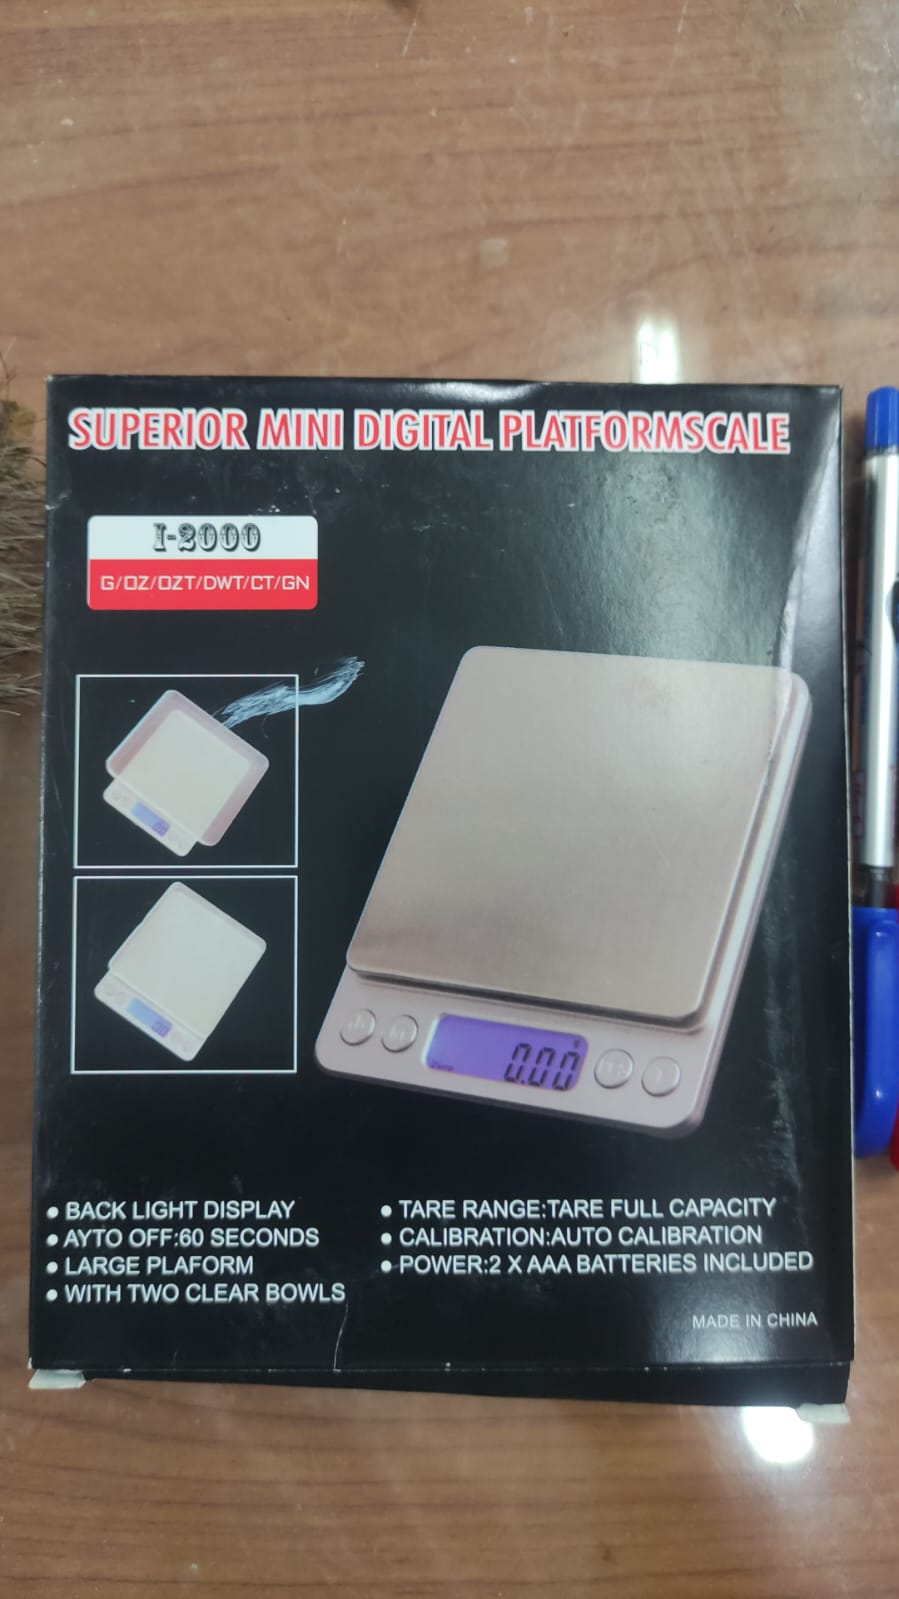 SUPERIOR MINI DIGITAL PLATFORMSCALE
I-2000
G/OZ/OZT/DWT/CT/GN
0.00
BACK LIGHT DISPLAY
AYTO OFF:60 SECONDS
LARGE PLAFORM
WITH TWO CLEAR BOWLS
TARE RANGE:TARE FULL CAPACITY
CALIBRATION:AUTO CALIBRATION
POWER:2 X AAA BATTERIES INCLUDED
MADE IN CHINA